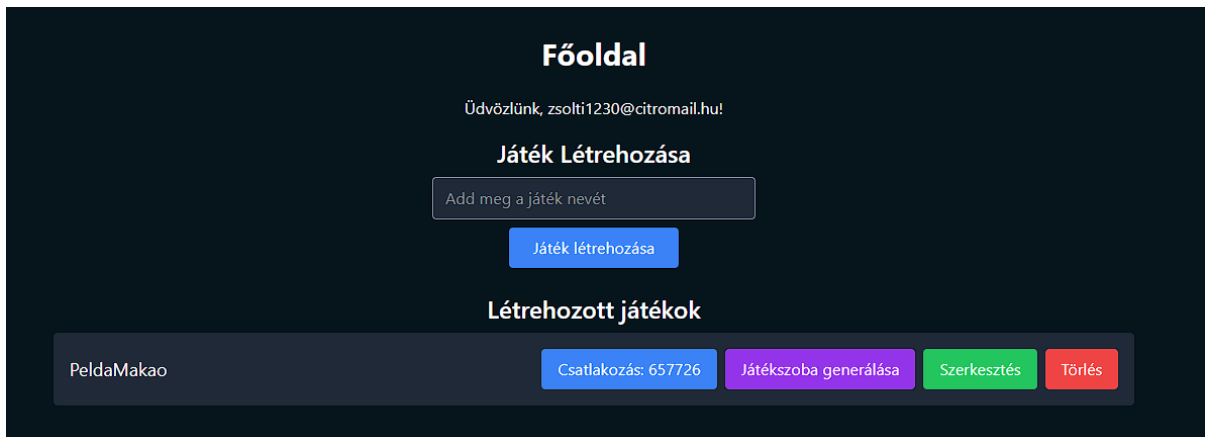 Főoldal
Üdvözlünk, zsolti1230@citromail.hu!
Játék Létrehozása
Add meg a játék nevét
Játék létrehozása
Létrehozott játékok
PeldaMakao Csatlakozás: 657726 Játékszoba generálása Szerkesztés Törlés